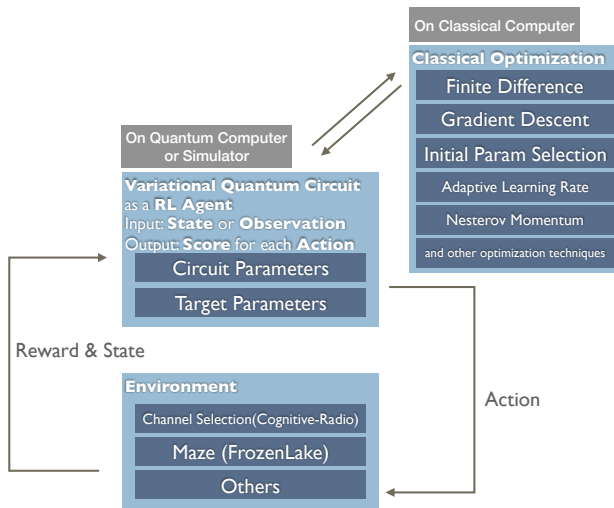 On Classical Computer
Classical Optimization
Finite Difference
Gradient Descent
Initial Param Selection
Adaptive Learning Rate
Nesterov Momentum
and other optimization techniques
On Quantum Computer
or Simulator
Variational Quantum Circuit
as a RL Agent
Input: State or Observation
Output: Score for each Action
Circuit Parameters
Target Parameters
Reward & State
Action
Environment
Channel Selection(Cognitive-Radio)
Maze (FrozenLake)
Others